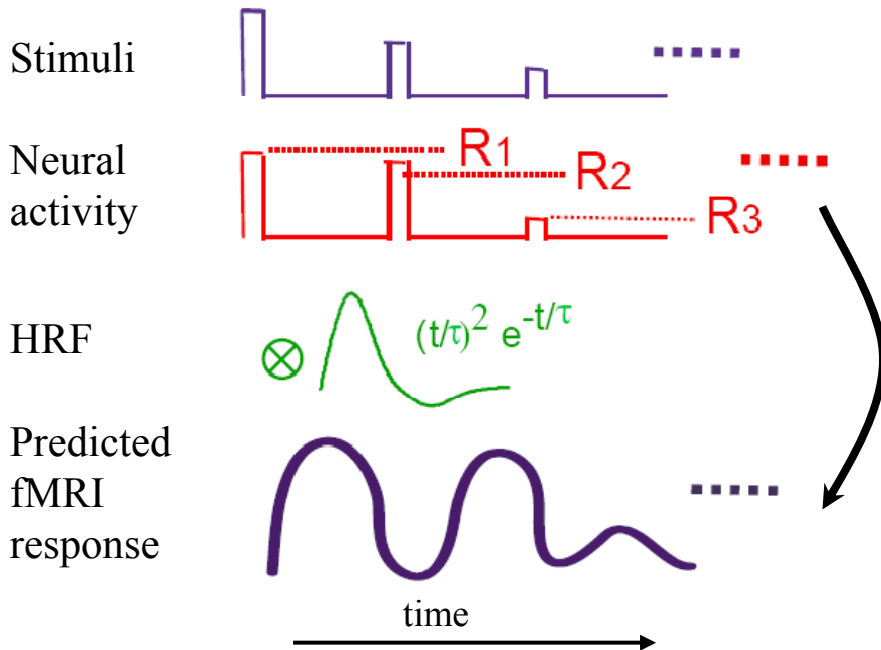 Stimuli
Neural
activity
R1
R2
R3
HRF
(t/τ)² e^-t/τ
Predicted
fMRI
response
time